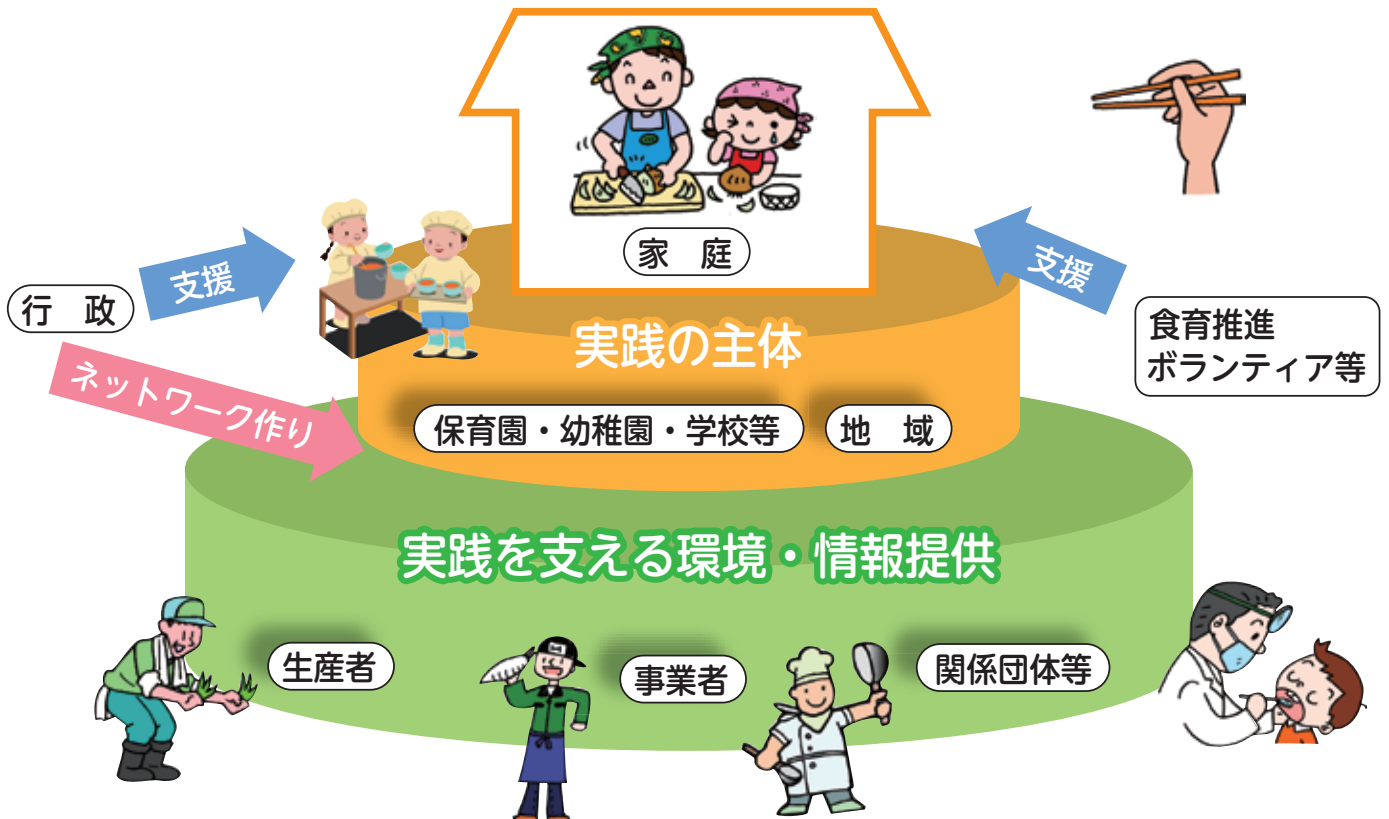 家　庭
支援
支援
行　政
食育推進
ボランティア等
実践の主体
ネットワーク作り
保育園・幼稚園・学校等
地　域
実践を支える環境・情報提供
生産者
事業者
関係団体等